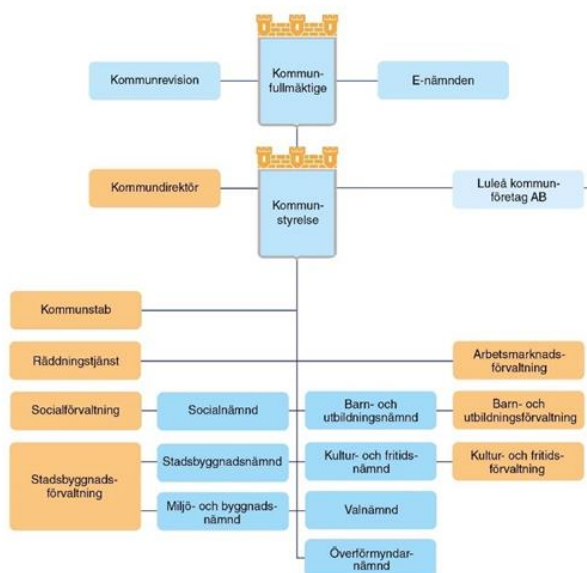 Kommunrevision
Kommun-
fullmäktige
E-nämnden
Kommundirektör
Kommun-
styrelse
Luleå kommun-
företag AB
Kommunstab
Räddningstjänst
Arbetsmarknads-
förvaltning
Socialförvaltning
Socialnämnd
Barn- och
utbildningsnämnd
Barn- och
utbildningsförvaltning
Stadsbyggnads-
förvaltning
Stadsbyggnadsnämnd
Kultur- och fritids-
nämnd
Kultur- och fritids-
förvaltning
Miljö- och byggnads-
nämnd
Valnämnd
Överförmyndar-
nämnd